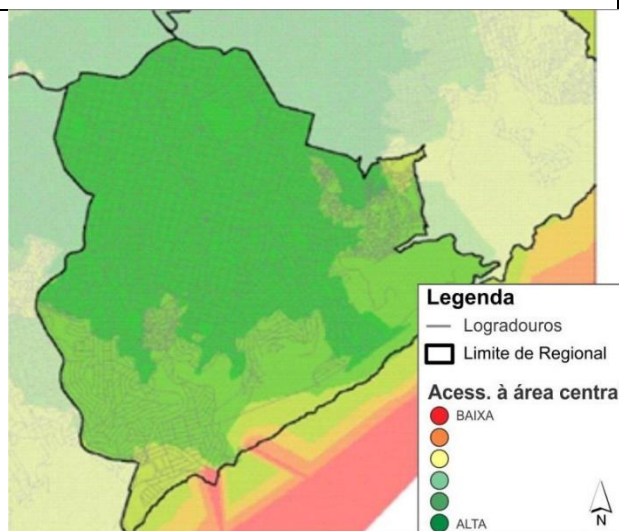 Legenda
Logradouros
Limite de Regional
Acess. à área centra
BAIXA
ALTA
N